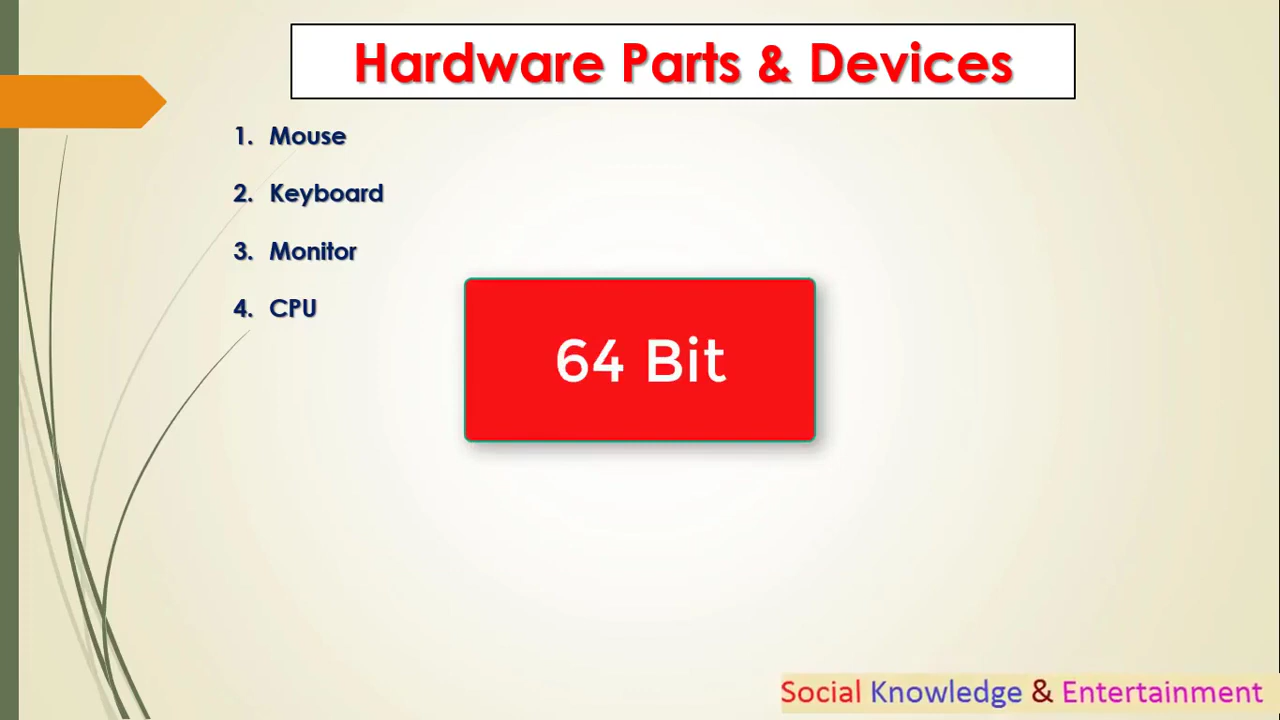 Hardware Parts & Devices
1. Mouse
2. Keyboard
3. Monitor
4. CPU
64 Bit
Social Knowledge & Entertainment